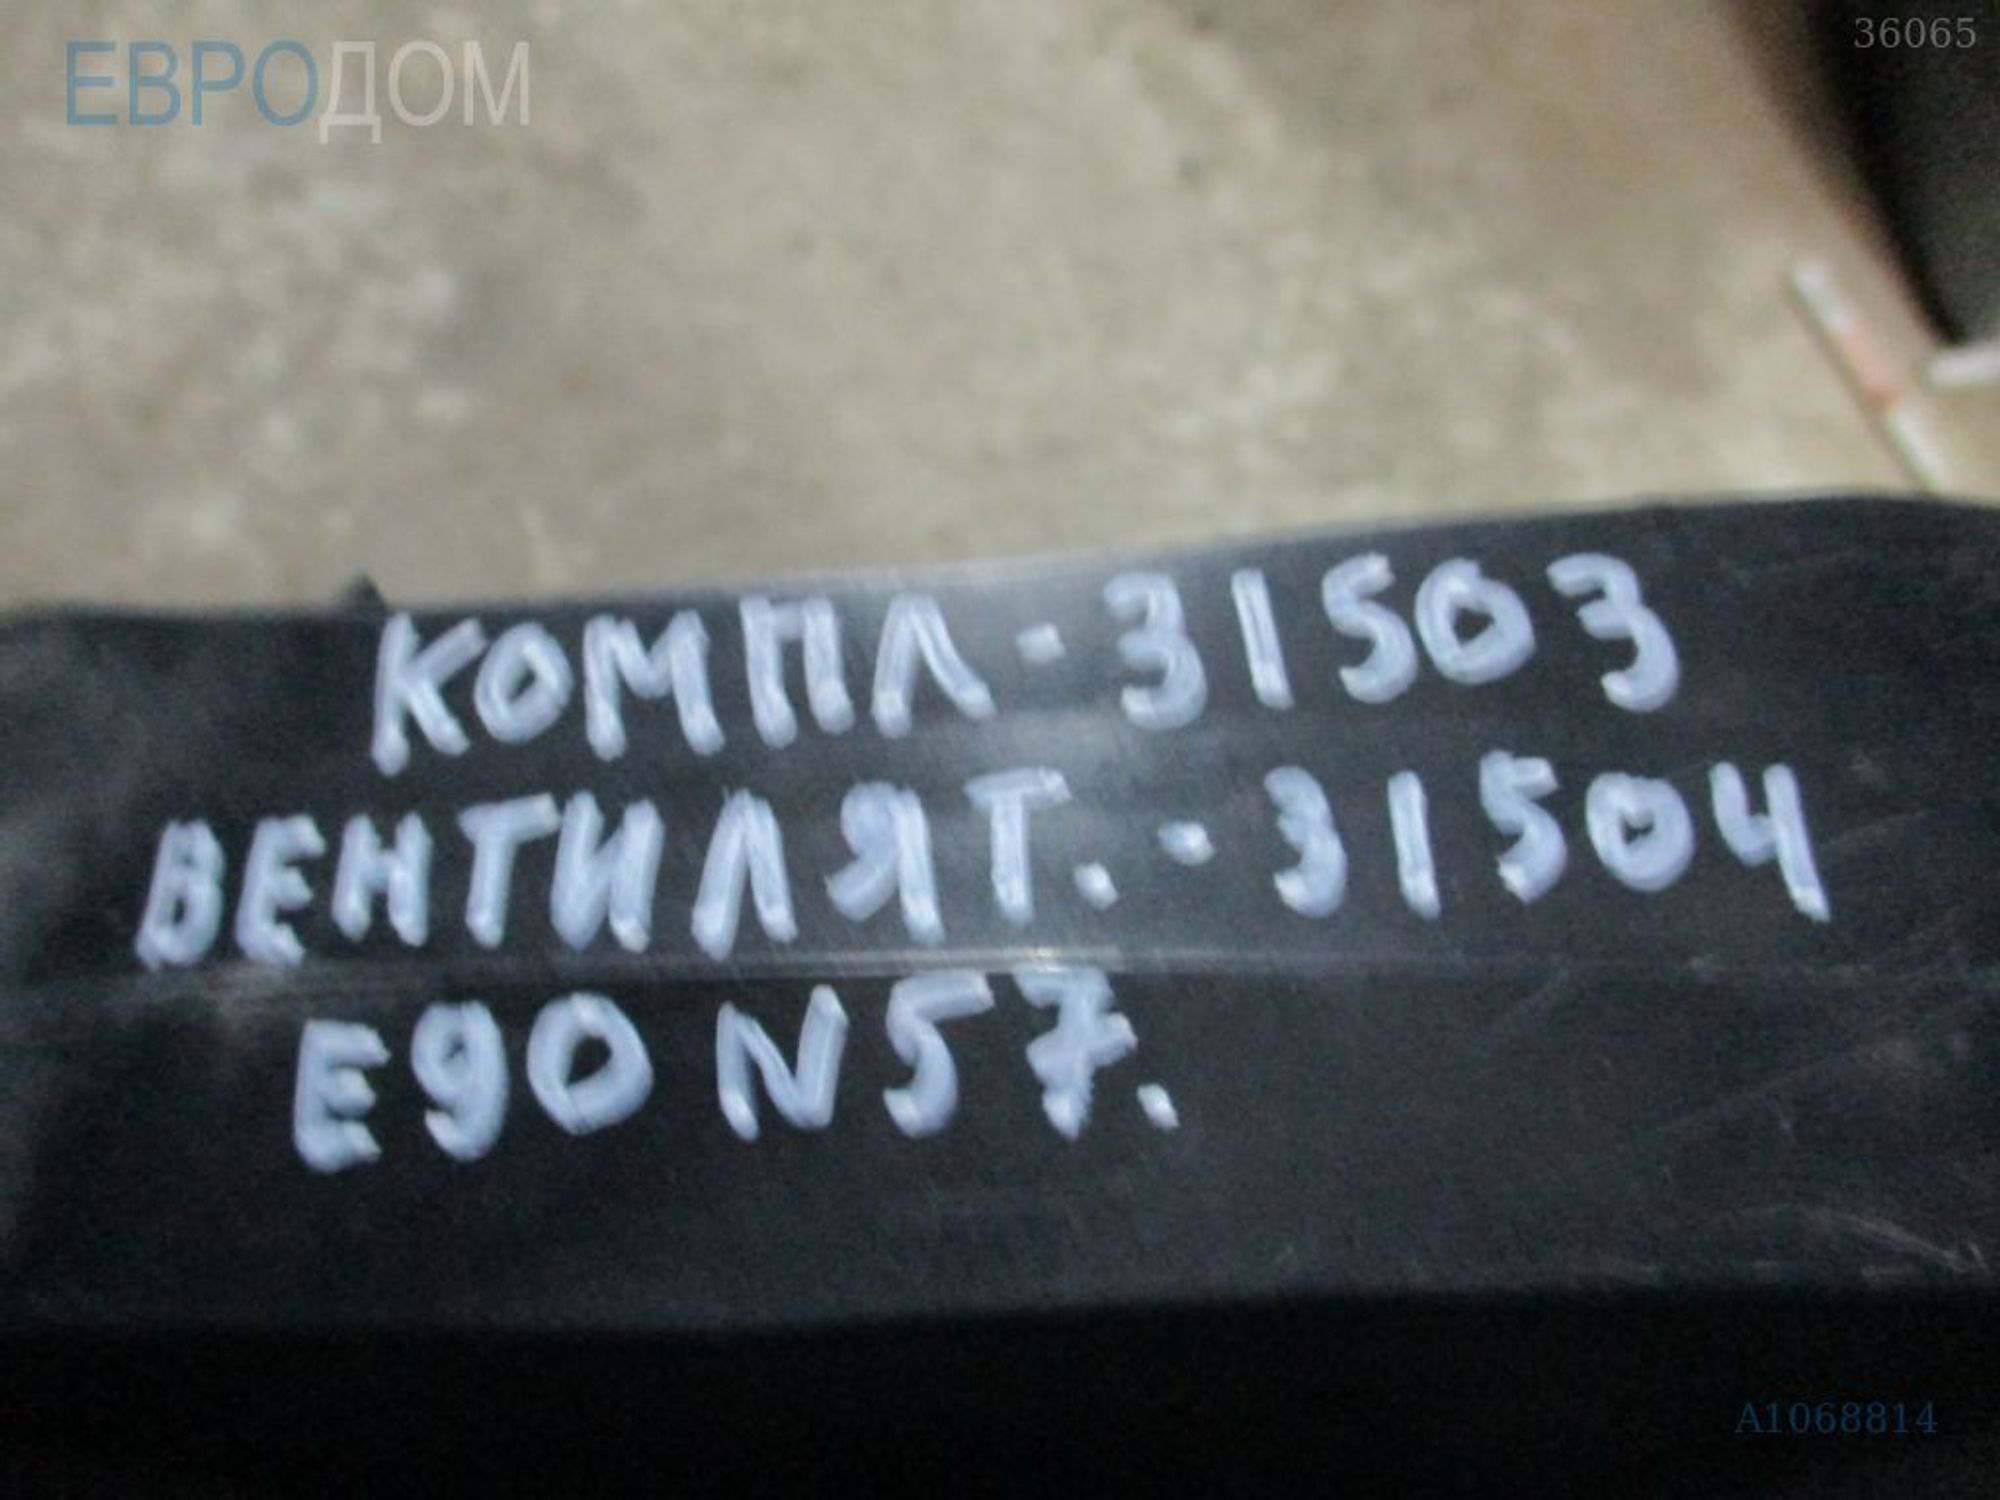 ЕВРОДОМ
36065
КОМПЛ - 31503
ВЕНТИЛЯТ. - 31504
E90 N57.
A1068814